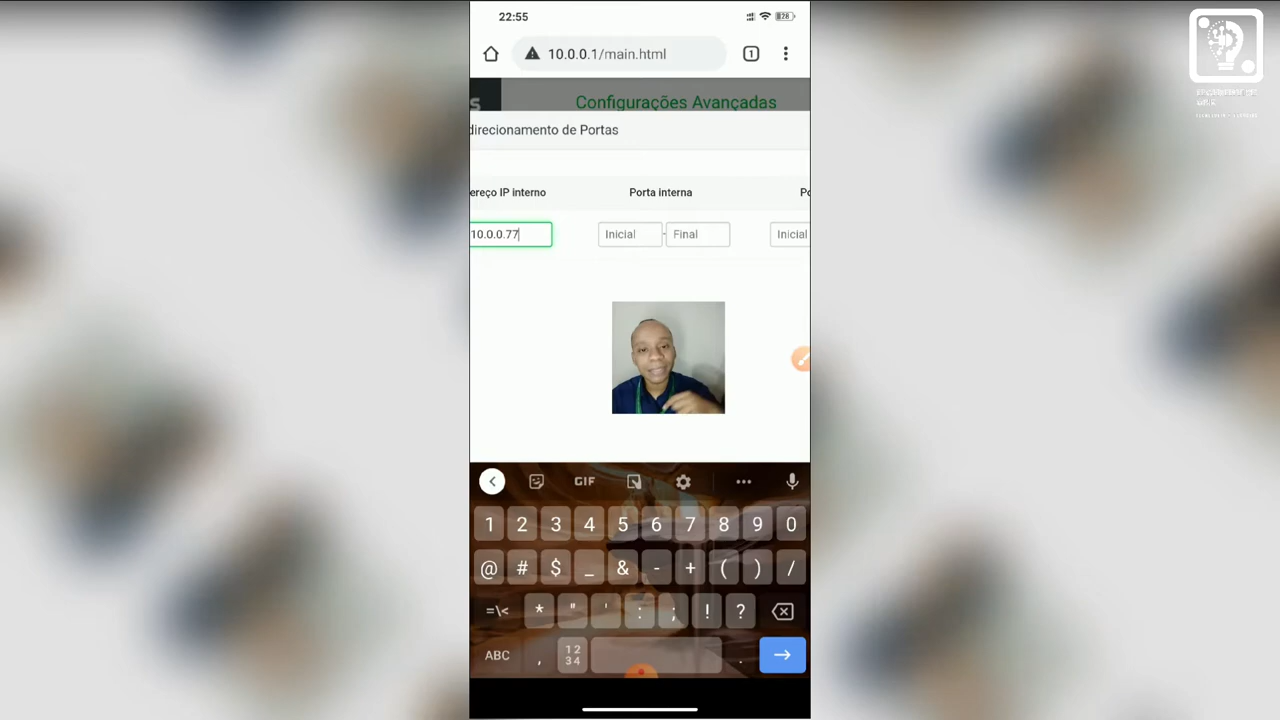 22:55
28
10.0.0.1/main.html
1
s
Configurações Avançadas
direcionamento de Portas
ereço IP interno
Porta interna
Po
10.0.0.77
Inicial
-
Final
Inicial
GIF
1 2 3 4 5 6 7 8 9 0
@ # $ _ & - + ( ) /
=\< * " ' : ; ! ?
ABC , 12 .
34